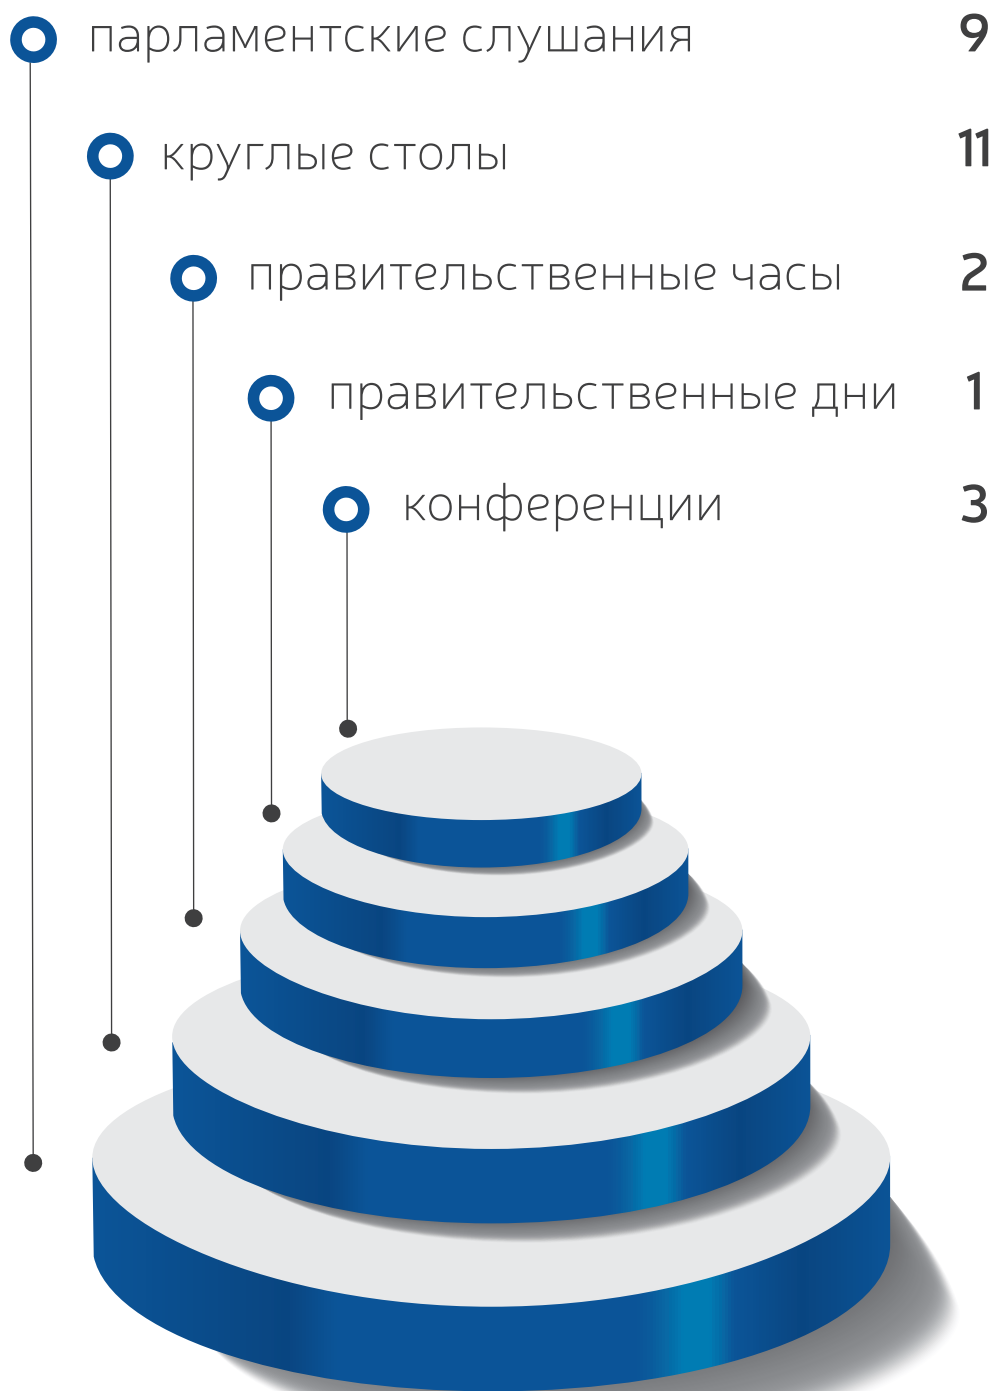 парламентские слушания 9
круглые столы 11
правительственные часы 2
правительственные дни 1
конференции 3